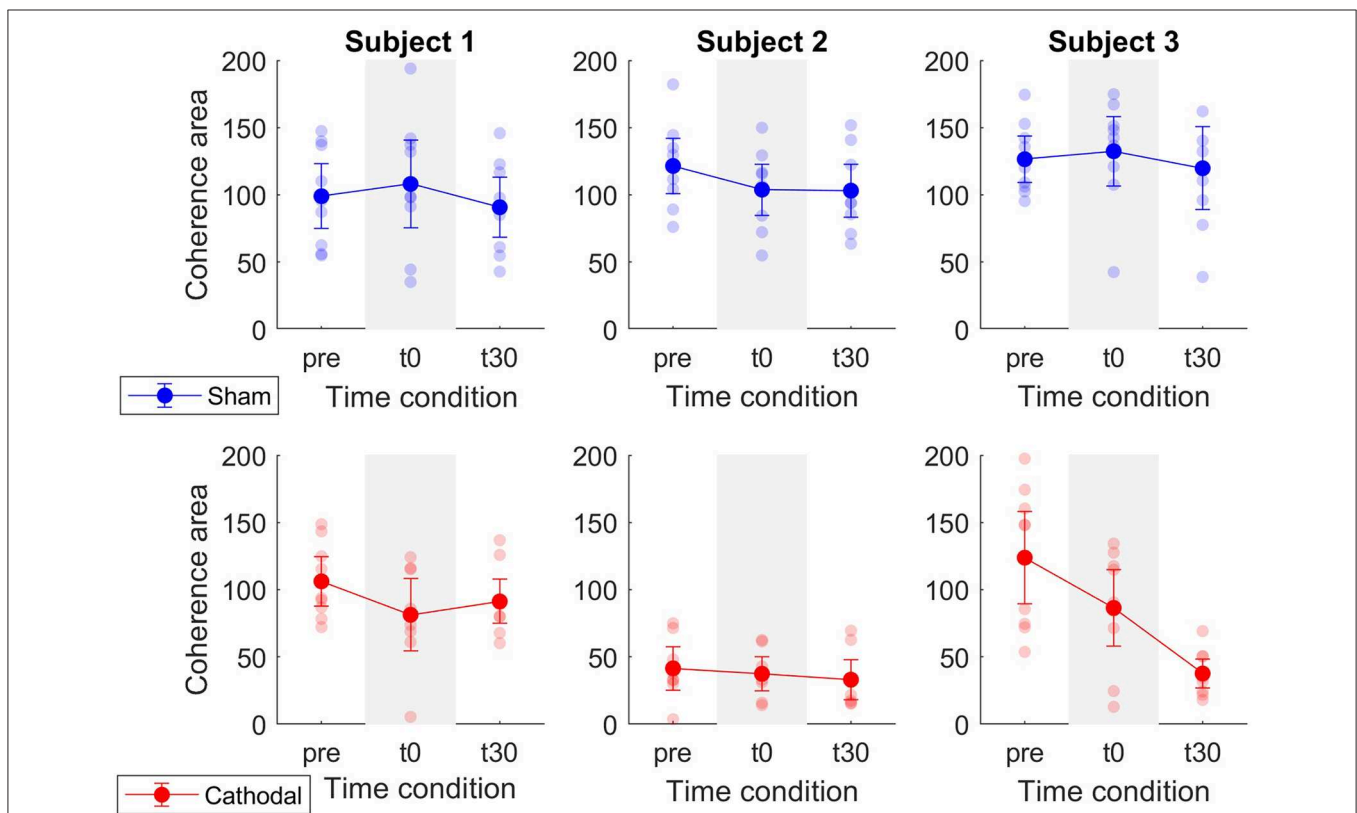 Subject 1 Subject 2 Subject 3
Coherence area
200 200 200
150 150 150
100 100 100
50 50 50
0 0 0
pre t0 t30 pre t0 t30 pre t0 t30
Time condition Time condition Time condition
Sham
Coherence area
200 200 200
150 150 150
100 100 100
50 50 50
0 0 0
pre t0 t30 pre t0 t30 pre t0 t30
Time condition Time condition Time condition
Cathodal